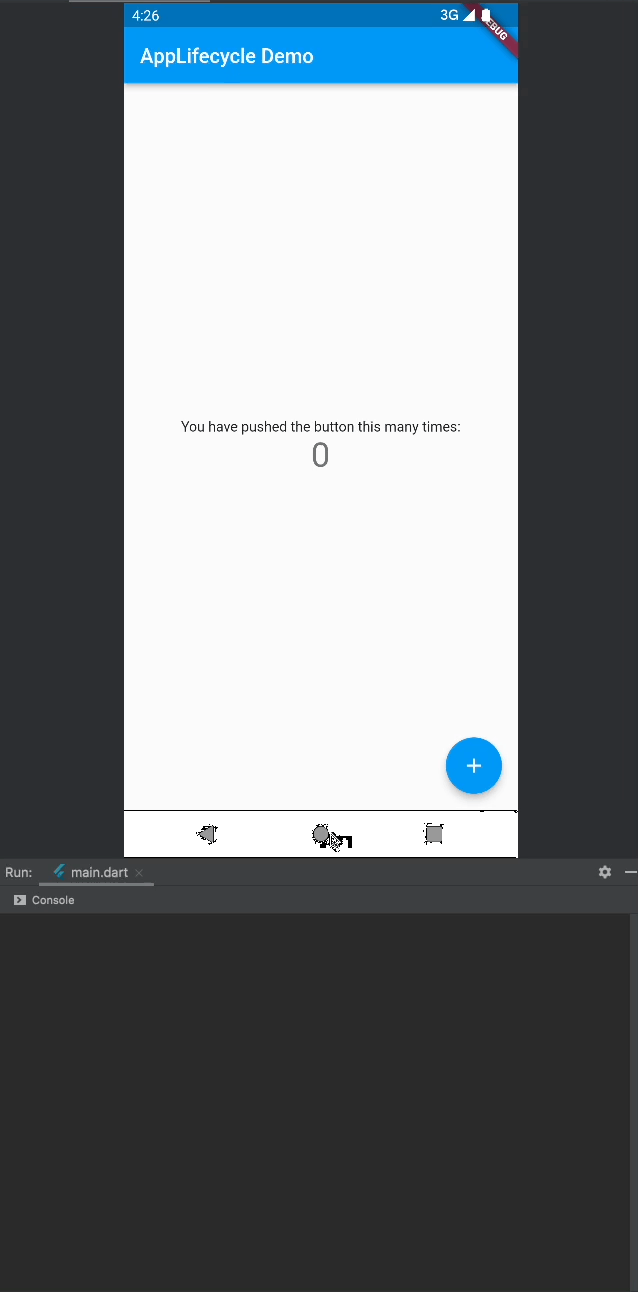 4:26
3G
DEBUG
AppLifecycle Demo
You have pushed the button this many times:
0
Run:
main.dart
Console